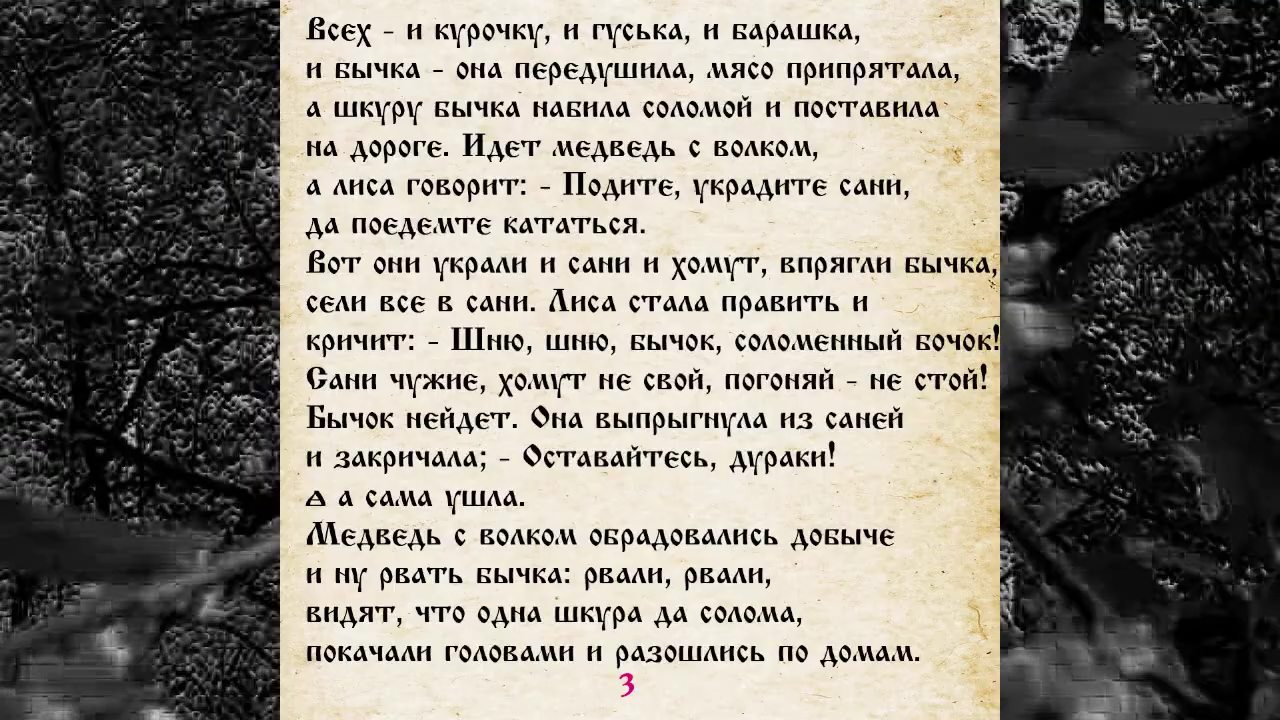 Всех - и курочку, и гуська, и барашка,
и бычка - она передушила, мясо припрятала,
а шкуру бычка набила соломой и поставила
на дороге. Идет медведь с волком,
а лиса говорит: - Подите, украдите сани,
да поедемте кататься.
Вот они украли и сани и хомут, впрягли бычка,
сели все в сани. Лиса стала править и
кричит: - Шню, шню, бычок, соломенный бочок!
Сани чужие, хомут не свой, погоняй - не стой!
Бычок нейдет. Она выпрыгнула из саней
и закричала; - Оставайтесь, дураки!
а сама ушла.
Медведь с волком обрадовались добыче
и ну рвать бычка: рвали, рвали,
видят, что одна шкура да солома,
покачали головами и разошлись по домам.
3